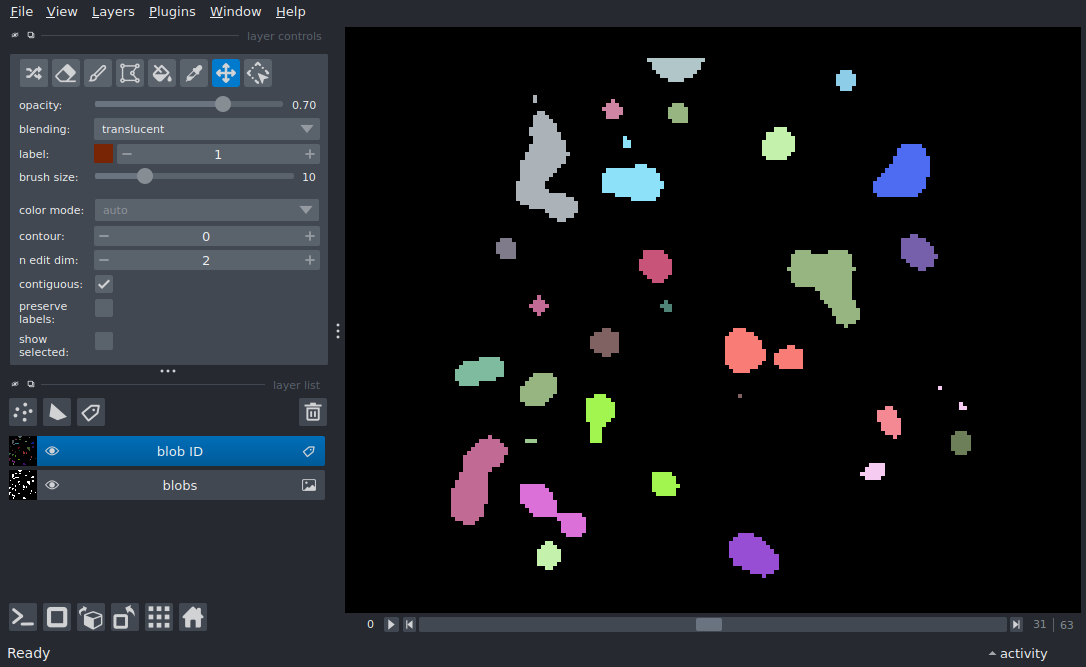 File View Layers Plugins Window Help
layer controls
opacity: 0.70
blending: translucent
label: 1
brush size: 10
color mode: auto
contour: 0
n edit dim: 2
contiguous:
preserve
labels:
show
selected:
layer list
blob ID
blobs
0 31 63
Ready
activity